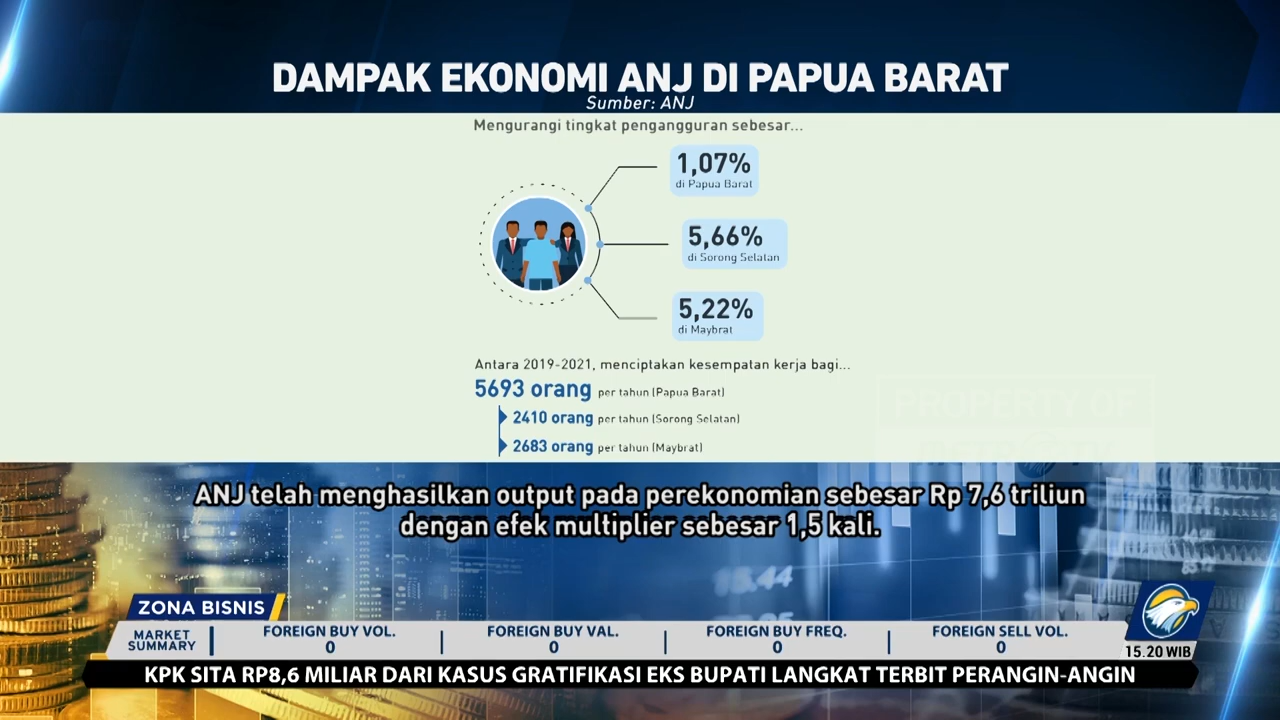 DAMPAK EKONOMI ANJ DI PAPUA BARAT
Sumber: ANJ
Mengurangi tingkat pengangguran sebesar...
1,07%
di Papua Barat
5,66%
di Sorong Selatan
5,22%
di Maybrat
Antara 2019-2021, menciptakan kesempatan kerja bagi...
5693 orang per tahun (Papua Barat)
2410 orang per tahun (Sorong Selatan)
2683 orang per tahun (Maybrat)
PROPERTY OF
ANJ telah menghasilkan output pada perekonomian sebesar Rp 7,6 triliun
dengan efek multiplier sebesar 1,5 kali.
ZONA BISNIS
MARKET
SUMMARY
FOREIGN BUY VOL.
0
FOREIGN BUY VAL.
0
FOREIGN BUY FREQ.
0
FOREIGN SELL VOL.
0
15.20 WIB
KPK SITA RP8,6 MILIAR DARI KASUS GRATIFIKASI EKS BUPATI LANGKAT TERBIT PERANGIN-ANGIN